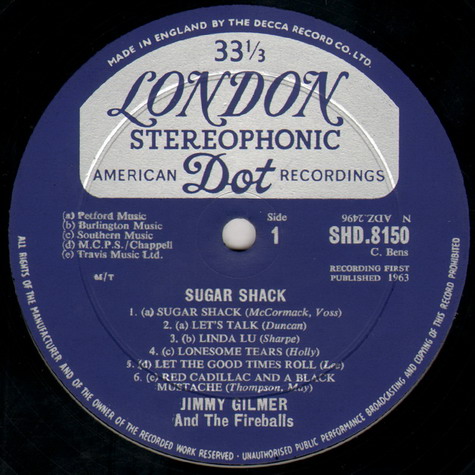 MADE IN ENGLAND BY THE DECCA RECORD CO. LTD.
33 1/3
LONDON
STEREOPHONIC
AMERICAN Dot RECORDINGS
(a) Petford Music
(b) Burlington Music
(c) Southern Music
(d) M.C.P.S./Chappell
(e) Travis Music Ltd.
M/T
Side
1
N ADZ.2496
SHD.8150
C. Bens
RECORDING FIRST
PUBLISHED 1963
SUGAR SHACK
1. (a) SUGAR SHACK (McCormack, Voss)
2. (a) LET'S TALK (Duncan)
3. (b) LINDA LU (Sharpe)
4. (c) LONESOME TEARS (Holly)
5. (d) LET THE GOOD TIMES ROLL (Lee)
6. (e) RED CADILLAC AND A BLACK
MUSTACHE (Thompson, May)
JIMMY GILMER
And The Fireballs
ALL RIGHTS OF THE MANUFACTURER AND OF THE OWNER OF THE RECORDED WORK RESERVED - UNAUTHORISED PUBLIC PERFORMANCE BROADCASTING AND COPYING OF THIS RECORD PROHIBITED